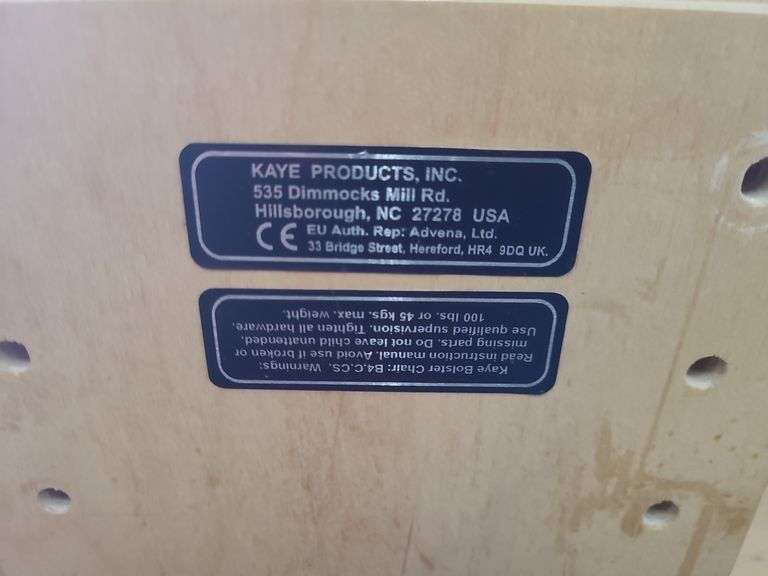 KAYE PRODUCTS, INC.
535 Dimmocks Mill Rd.
Hillsborough, NC 27278 USA
CE EU Auth. Rep: Advena, Ltd.
33 Bridge Street, Hereford, HR4 9DQ UK.
Kaye Bolster Chair: B4,C,CS. Warnings:
Read instruction manual. Avoid use if broken or
missing parts. Do not leave child unattended.
Use qualified supervision. Tighten all hardware.
100 lbs. or 45 kgs. max. weight.